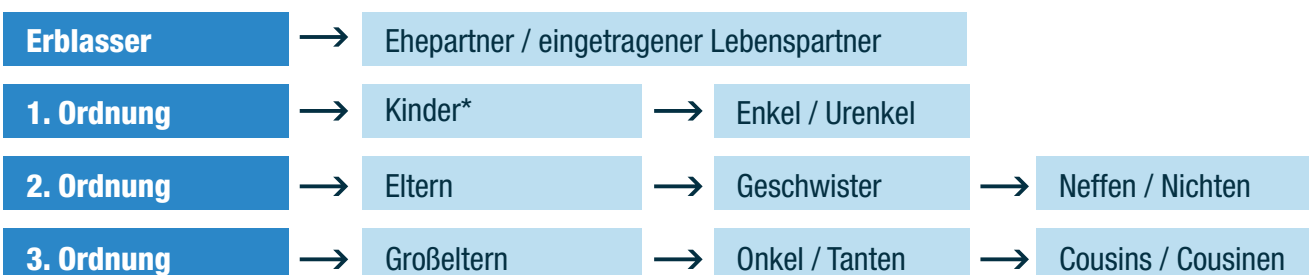 Erblasser → Ehepartner / eingetragener Lebenspartner
1. Ordnung → Kinder* → Enkel / Urenkel
2. Ordnung → Eltern → Geschwister → Neffen / Nichten
3. Ordnung → Großeltern → Onkel / Tanten → Cousins / Cousinen